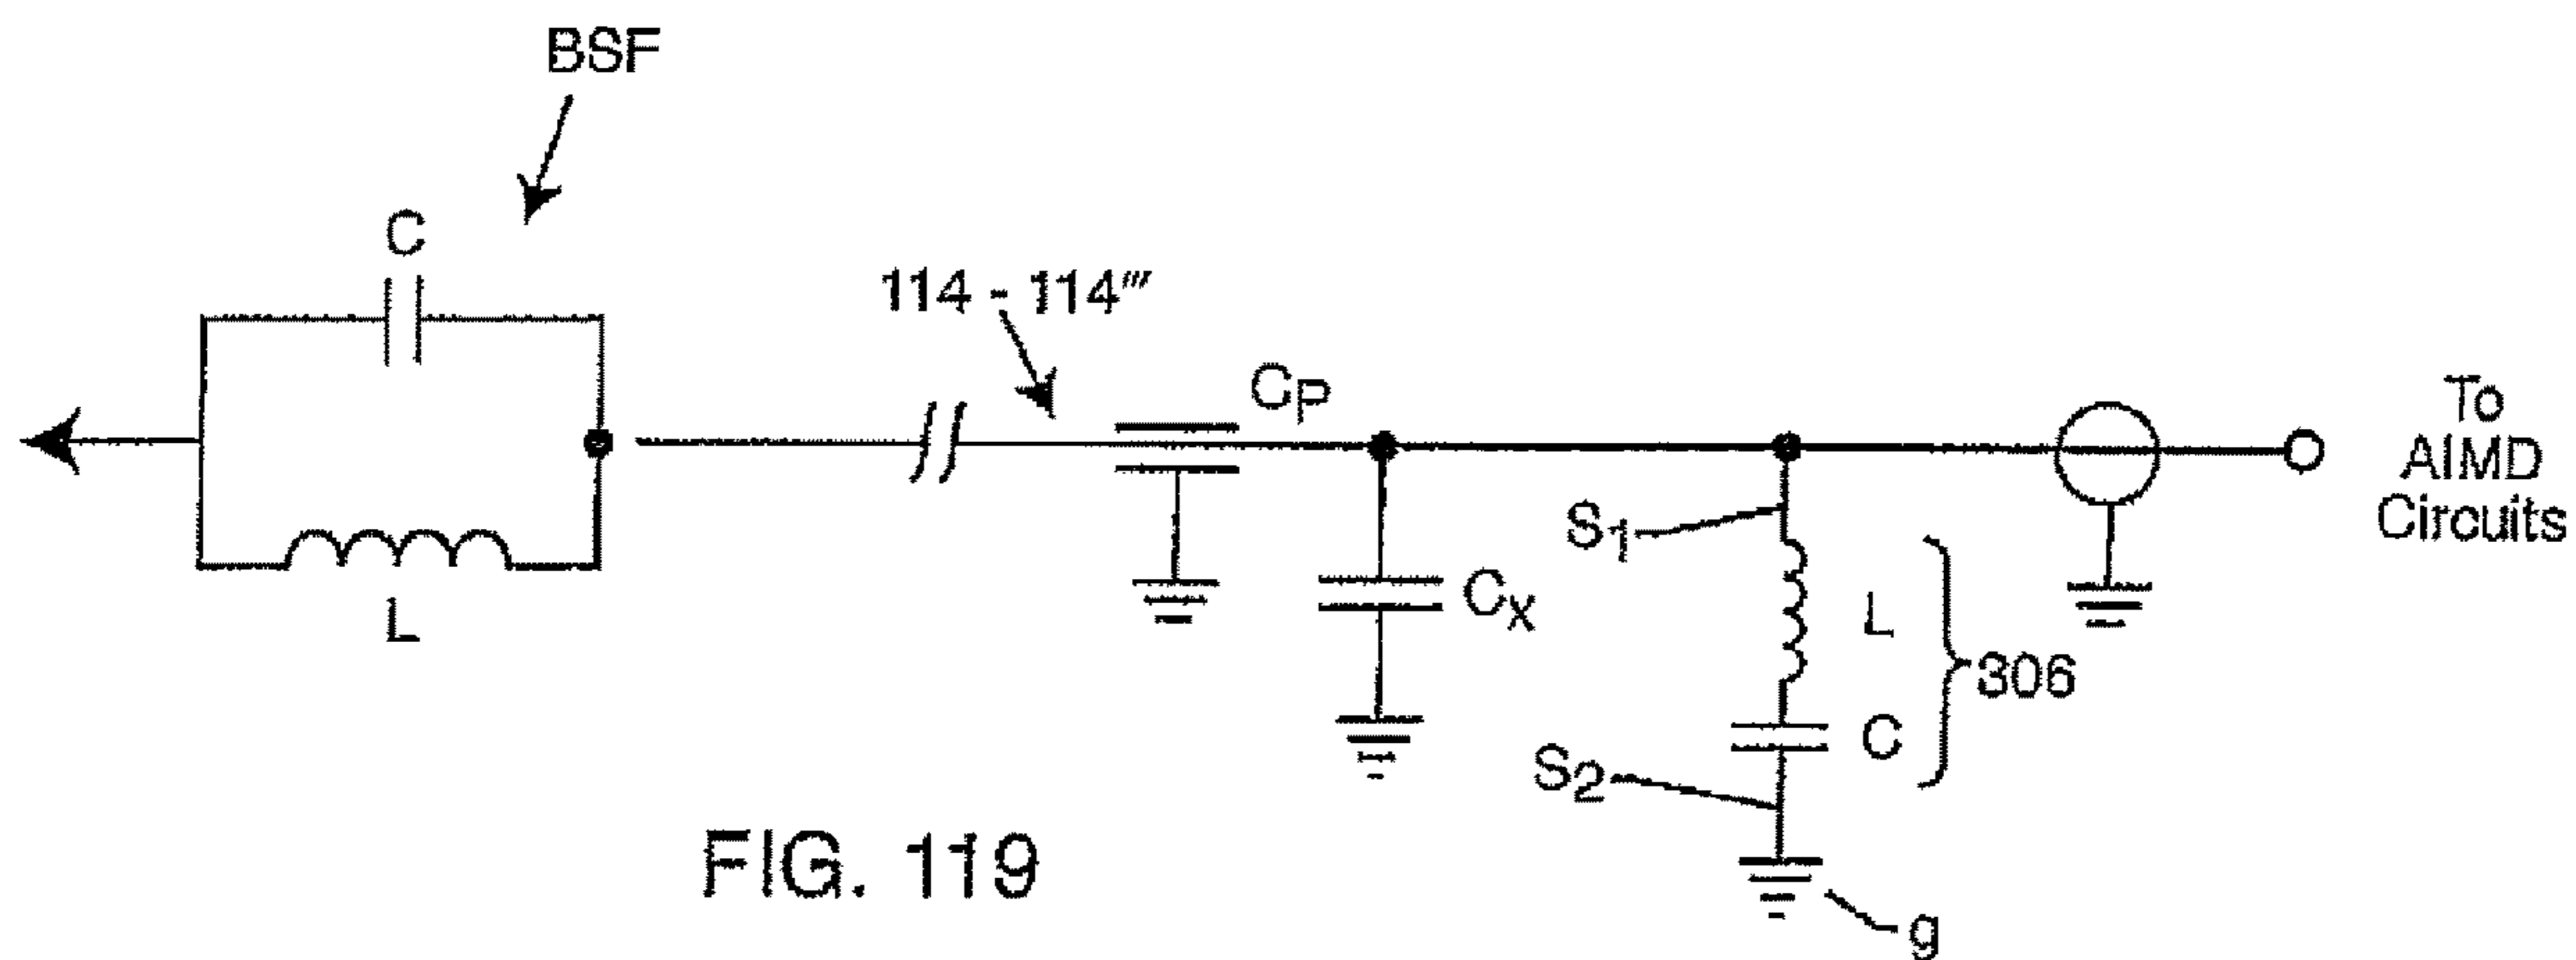 BSF
C
L
114 - 114‴
CP
CX
S1
L
C
306
S2
g
To
AIMD
Circuits
FIG. 119